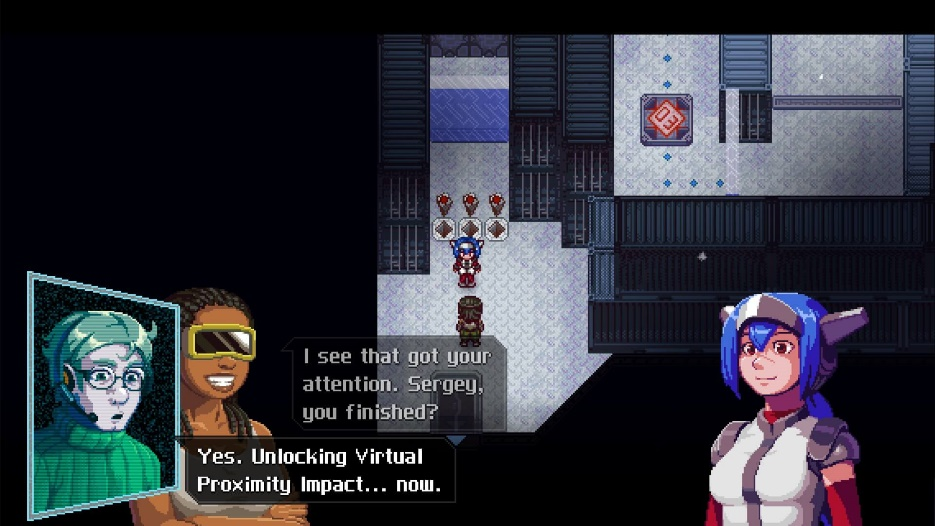 I see that got your
attention. Sergey,
you finished?
Yes. Unlocking Virtual
Proximity Impact... now.